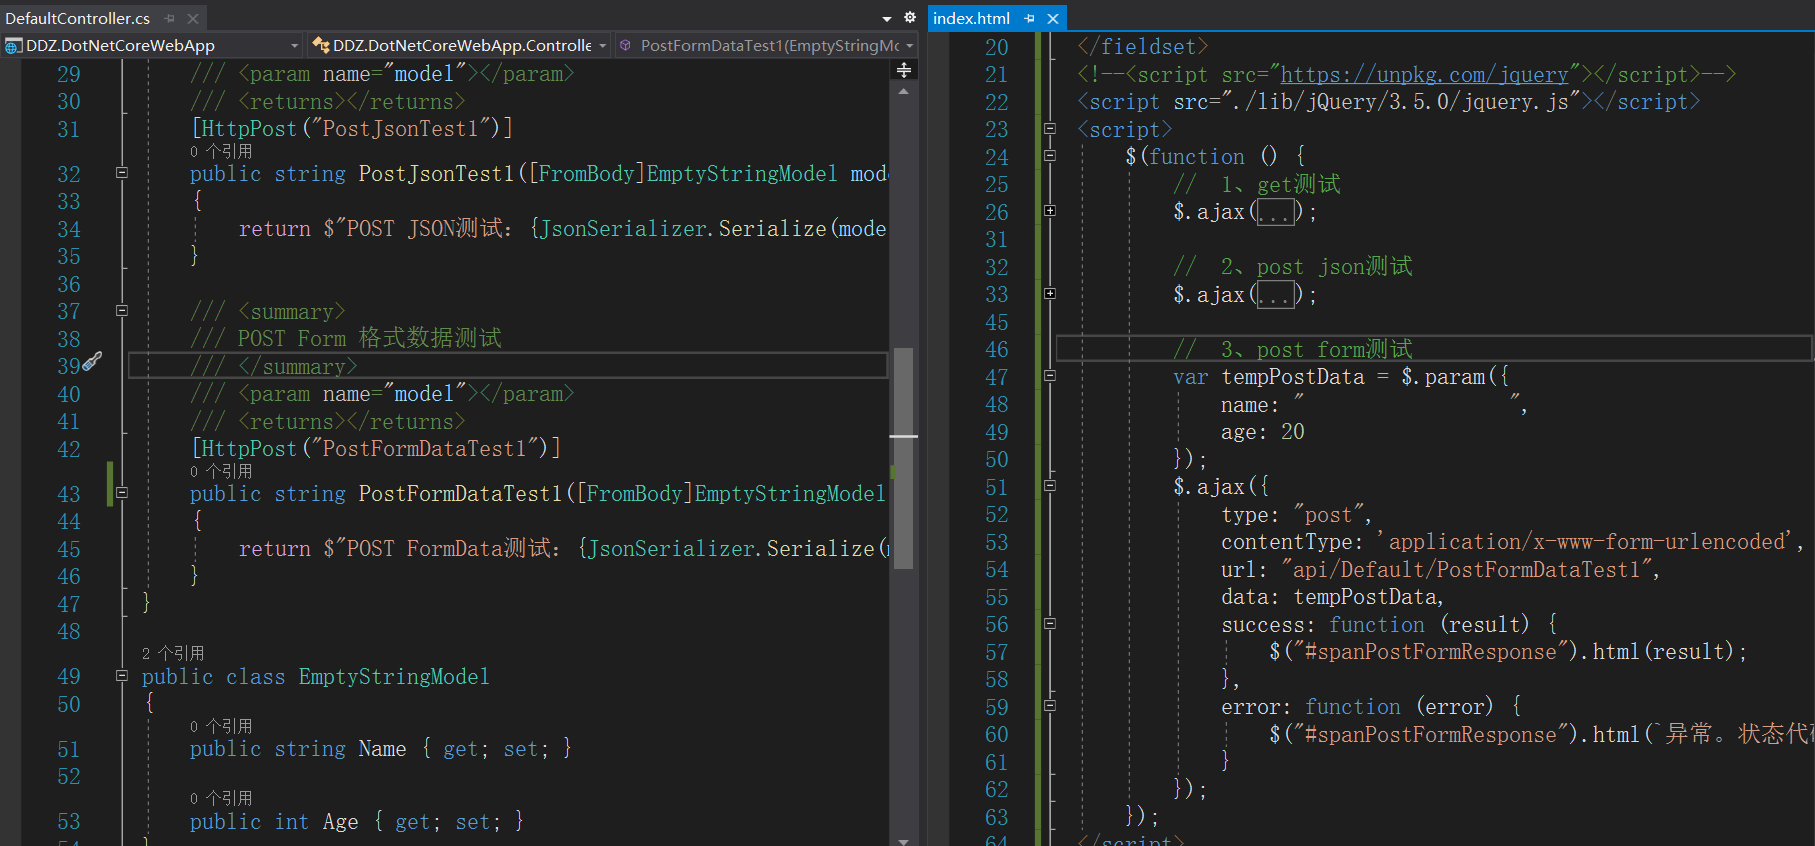 DefaultController.cs
DDZ.DotNetCoreWebApp
DDZ.DotNetCoreWebApp.Controlle
PostFormDataTest1(EmptyStringMo
29 /// <param name="model"></param>
30 /// <returns></returns>
31 [HttpPost("PostJsonTest1")]
0 个引用
32 public string PostJsonTest1([FromBody]EmptyStringModel mode
33 {
34 return $"POST JSON测试：{JsonSerializer.Serialize(mode
35 }
36
37 /// <summary>
38 /// POST Form 格式数据测试
39 /// </summary>
40 /// <param name="model"></param>
41 /// <returns></returns>
42 [HttpPost("PostFormDataTest1")]
0 个引用
43 public string PostFormDataTest1([FromBody]EmptyStringModel
44 {
45 return $"POST FormData测试：{JsonSerializer.Serialize(m
46 }
47 }
48
2 个引用
49 public class EmptyStringModel
50 {
0 个引用
51 public string Name { get; set; }
52
0 个引用
53 public int Age { get; set; }
54 }
index.html
20 </fieldset>
21 <!--<script src="https://unpkg.com/jquery"></script>-->
22 <script src="./lib/jQuery/3.5.0/jquery.js"></script>
23 <script>
24 $(function () {
25 // 1、get测试
26 $.ajax(...);
31
32 // 2、post json测试
33 $.ajax(...);
45
46 // 3、post form测试
47 var tempPostData = $.param({
48 name: "                 ",
49 age: 20
50 });
51 $.ajax({
52 type: "post",
53 contentType: 'application/x-www-form-urlencoded',
54 url: "api/Default/PostFormDataTest1",
55 data: tempPostData,
56 success: function (result) {
57 $("#spanPostFormResponse").html(result);
58 },
59 error: function (error) {
60 $("#spanPostFormResponse").html(`异常。状态代码
61 }
62 });
63 });
64 </script>